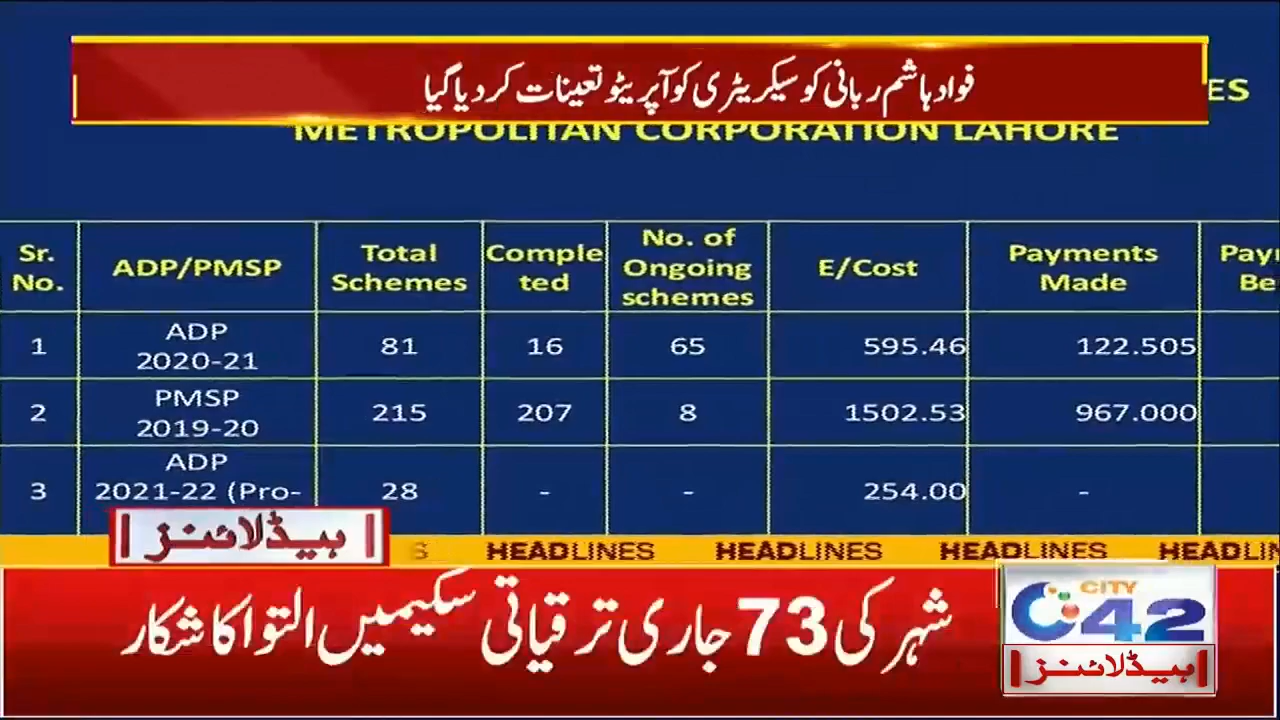 فواد ہاشم ربانی کو سیکریٹری کوآپریٹو تعینات کر دیا گیا
ES
METROPOLITAN CORPORATION LAHORE
Sr. No. ADP/PMSP Total Schemes Comple ted No. of Ongoing schemes E/Cost Payments Made
1 ADP 2020-21 81 16 65 595.46 122.505
2 PMSP 2019-20 215 207 8 1502.53 967.000
3 ADP 2021-22 (Pro- 28 - - 254.00 -
ہیڈلائنز
HEADLINES HEADLINES HEADLINES HEADLIN
شہر کی 73 جاری ترقیاتی سکیمیں التوا کا شکار
CITY 42
ہیڈلائنز